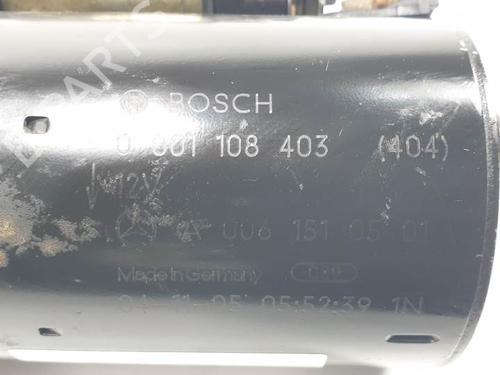 BOSCH
0 001 108 403 (404)
12V
A 006 151 05 01
Made in Germany
04-11-05 05:52:39 1N